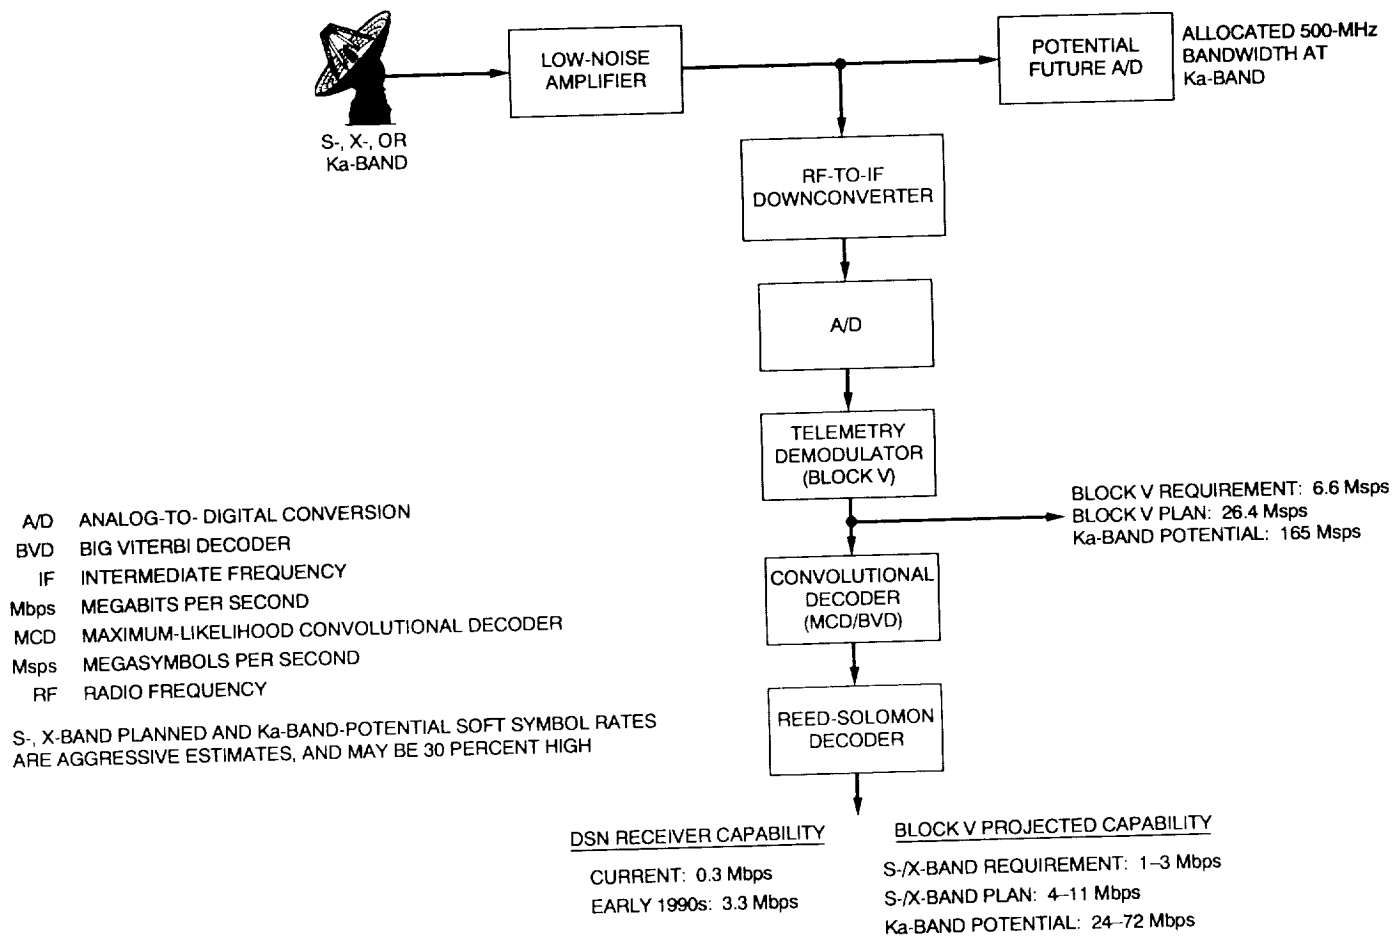 LOW-NOISE
AMPLIFIER
POTENTIAL
FUTURE A/D
ALLOCATED 500-MHz
BANDWIDTH AT
Ka-BAND
S-, X-, OR
Ka-BAND
RF-TO-IF
DOWNCONVERTER
A/D
TELEMETRY
DEMODULATOR
(BLOCK V)
BLOCK V REQUIREMENT: 6.6 Msps
BLOCK V PLAN: 26.4 Msps
Ka-BAND POTENTIAL: 165 Msps
CONVOLUTIONAL
DECODER
(MCD/BVD)
REED-SOLOMON
DECODER
A/D ANALOG-TO- DIGITAL CONVERSION
BVD BIG VITERBI DECODER
IF INTERMEDIATE FREQUENCY
Mbps MEGABITS PER SECOND
MCD MAXIMUM-LIKELIHOOD CONVOLUTIONAL DECODER
Msps MEGASYMBOLS PER SECOND
RF RADIO FREQUENCY
S-, X-BAND PLANNED AND Ka-BAND-POTENTIAL SOFT SYMBOL RATES
ARE AGGRESSIVE ESTIMATES, AND MAY BE 30 PERCENT HIGH
DSN RECEIVER CAPABILITY
CURRENT: 0.3 Mbps
EARLY 1990s: 3.3 Mbps
BLOCK V PROJECTED CAPABILITY
S-/X-BAND REQUIREMENT: 1–3 Mbps
S-/X-BAND PLAN: 4–11 Mbps
Ka-BAND POTENTIAL: 24–72 Mbps